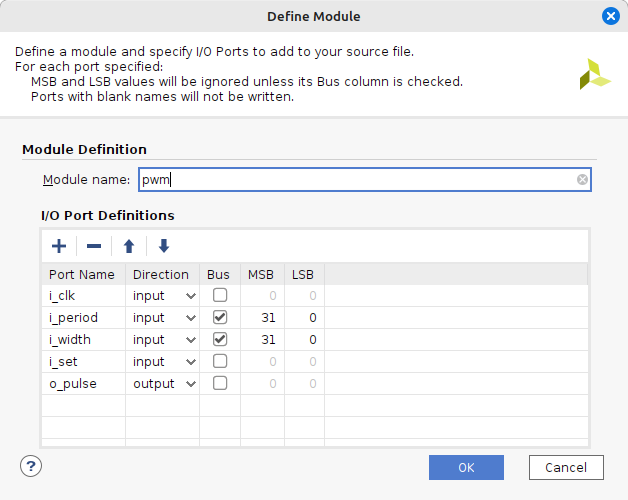 Define Module
Define a module and specify I/O Ports to add to your source file.
For each port specified:
MSB and LSB values will be ignored unless its Bus column is checked.
Ports with blank names will not be written.
Module Definition
Module name: pwm
I/O Port Definitions
Port Name Direction Bus MSB LSB
i_clk input 0 0
i_period input 31 0
i_width input 31 0
i_set input 0 0
o_pulse output 0 0
? OK Cancel